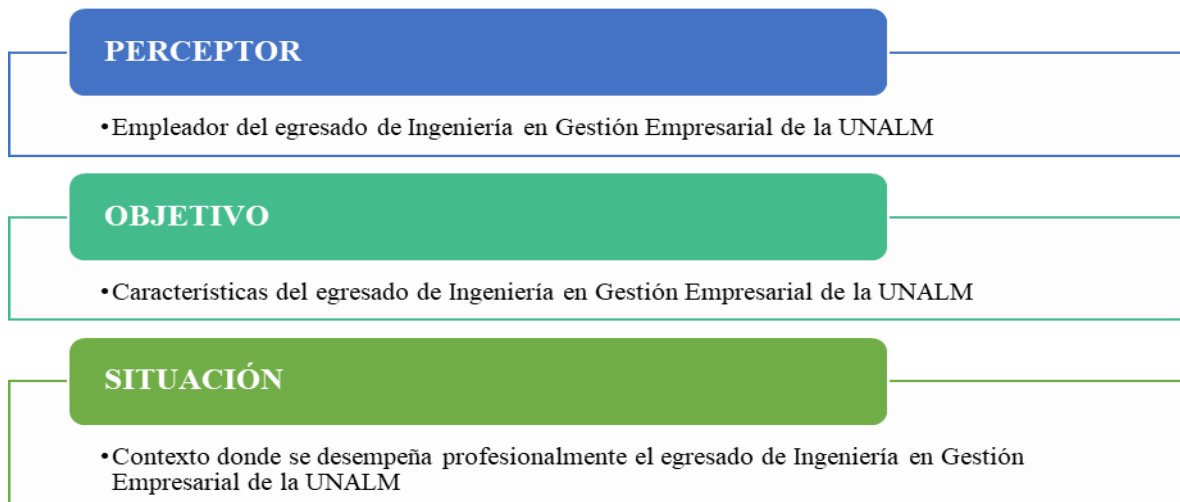 PERCEPTOR
•Empleador del egresado de Ingeniería en Gestión Empresarial de la UNALM
OBJETIVO
•Características del egresado de Ingeniería en Gestión Empresarial de la UNALM
SITUACIÓN
•Contexto donde se desempeña profesionalmente el egresado de Ingeniería en Gestión
Empresarial de la UNALM